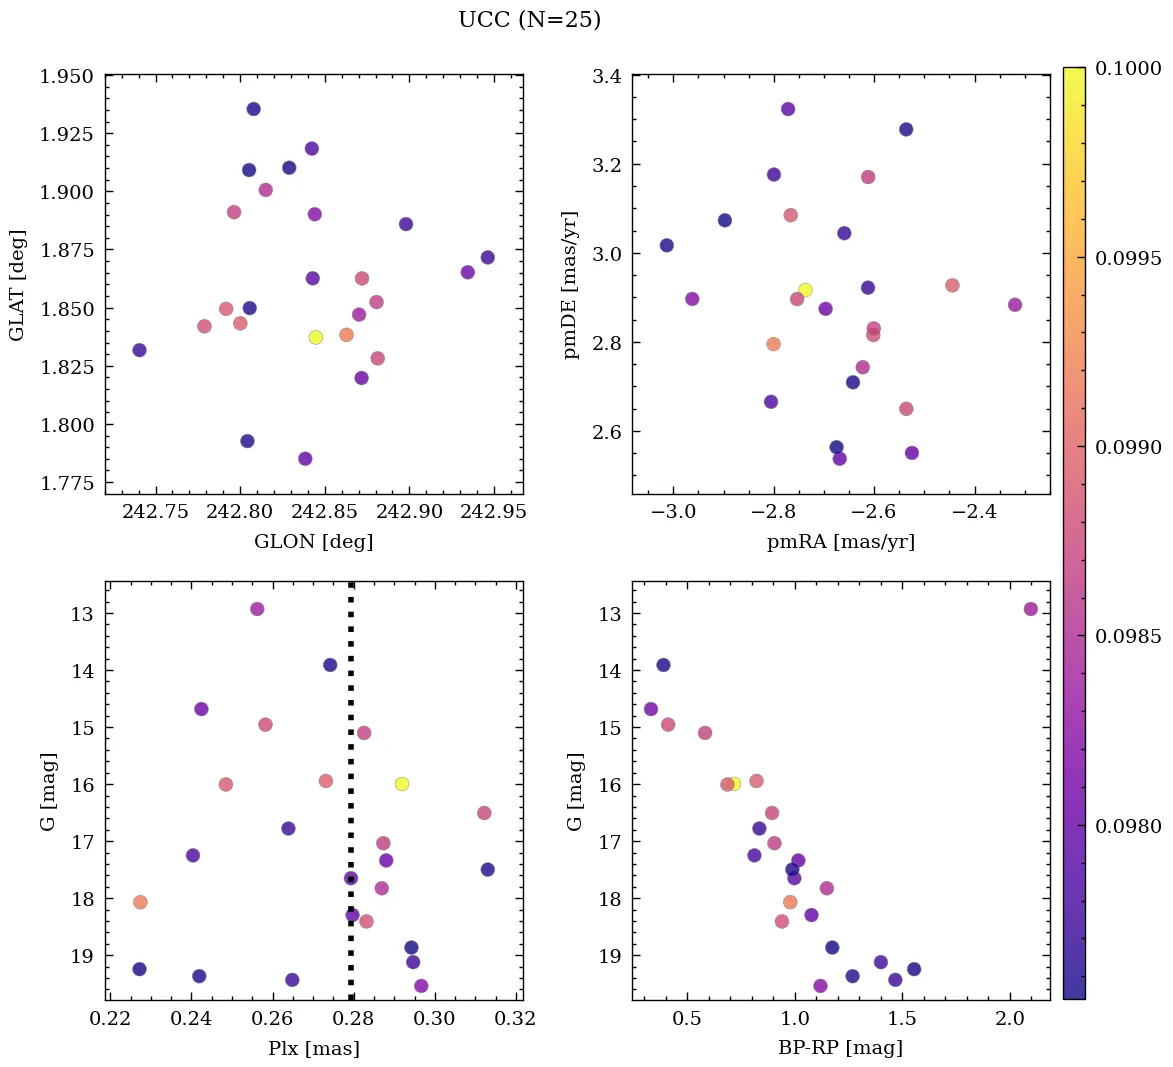 UCC (N=25)
1.950
1.925
1.900
1.875
1.850
1.825
1.800
1.775
GLAT [deg]
242.75 242.80 242.85 242.90 242.95
GLON [deg]
3.4
3.2
3.0
2.8
2.6
pmDE [mas/yr]
−3.0 −2.8 −2.6 −2.4
pmRA [mas/yr]
13
14
15
16
17
18
19
G [mag]
0.22 0.24 0.26 0.28 0.30 0.32
Plx [mas]
13
14
15
16
17
18
19
G [mag]
0.5 1.0 1.5 2.0
BP-RP [mag]
0.1000
0.0995
0.0990
0.0985
0.0980